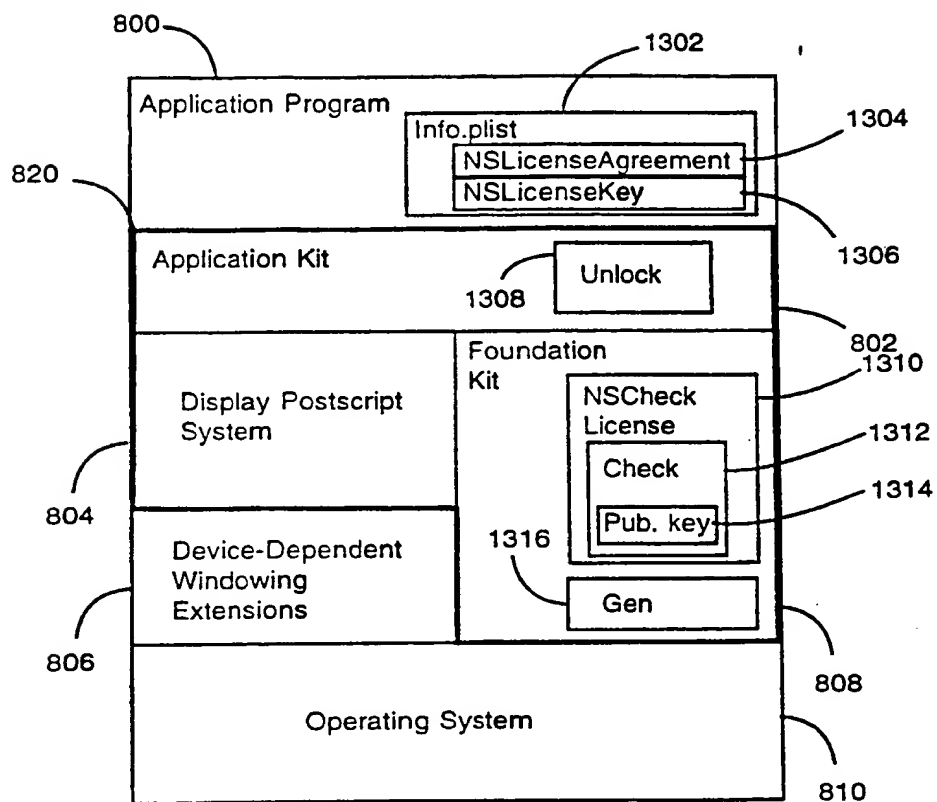 800
1302
Application Program
Info.plist
1304
NSLicenseAgreement
820
NSLicenseKey
1306
Application Kit
Unlock
1308
802
Foundation
Kit
1310
NSCheck
License
Display Postscript
System
1312
Check
1314
Pub. key
804
1316
Device-Dependent
Windowing
Extensions
Gen
806
808
Operating System
810